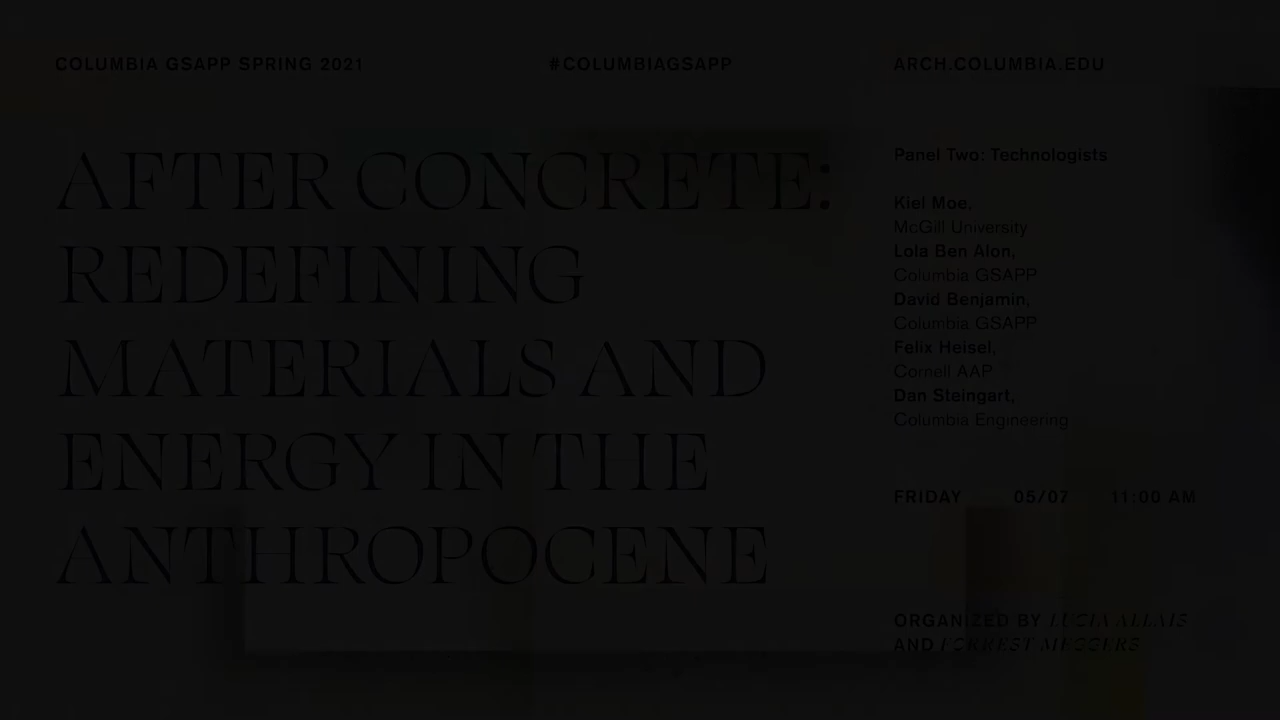 COLUMBIA GSAPP SPRING 2021
#COLUMBIAGSAPP
ARCH.COLUMBIA.EDU
AFTER CONCRETE:
REDEFINING
MATERIALS AND
ENERGY IN THE
ANTHROPOCENE
Panel Two: Technologists
Kiel Moe,
McGill University
Lola Ben Alon,
Columbia GSAPP
David Benjamin,
Columbia GSAPP
Felix Heisel,
Cornell AAP
Dan Steingart,
Columbia Engineering
FRIDAY 05/07 11:00 AM
ORGANIZED BY LUCIA ALLAIS
AND FORREST MEGGERS